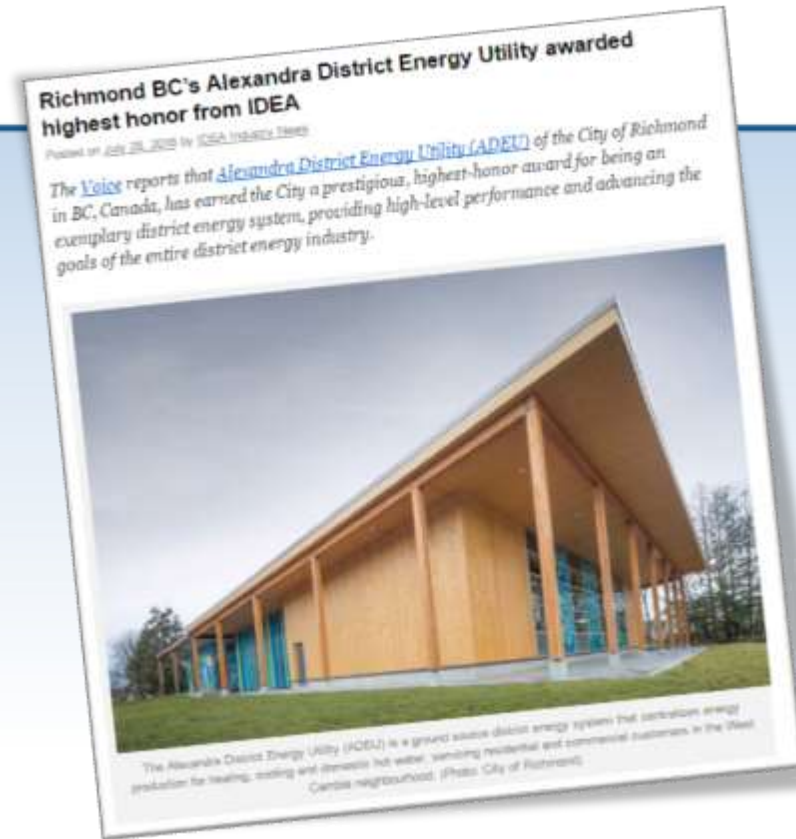 Richmond BC's Alexandra District Energy Utility awarded
highest honor from IDEA
Posted on July 28, 2016 by IDEA Industry News
The Voice reports that Alexandra District Energy Utility (ADEU) of the City of Richmond
in BC, Canada, has earned the City a prestigious, highest-honor award for being an
exemplary district energy system, providing high-level performance and advancing the
goals of the entire district energy industry.
The Alexandra District Energy Utility (ADEU) is a ground source district energy system that centralizes energy
production for heating, cooling and domestic hot water, servicing residential and commercial customers in the West
Cambie neighbourhood. (Photo: City of Richmond)